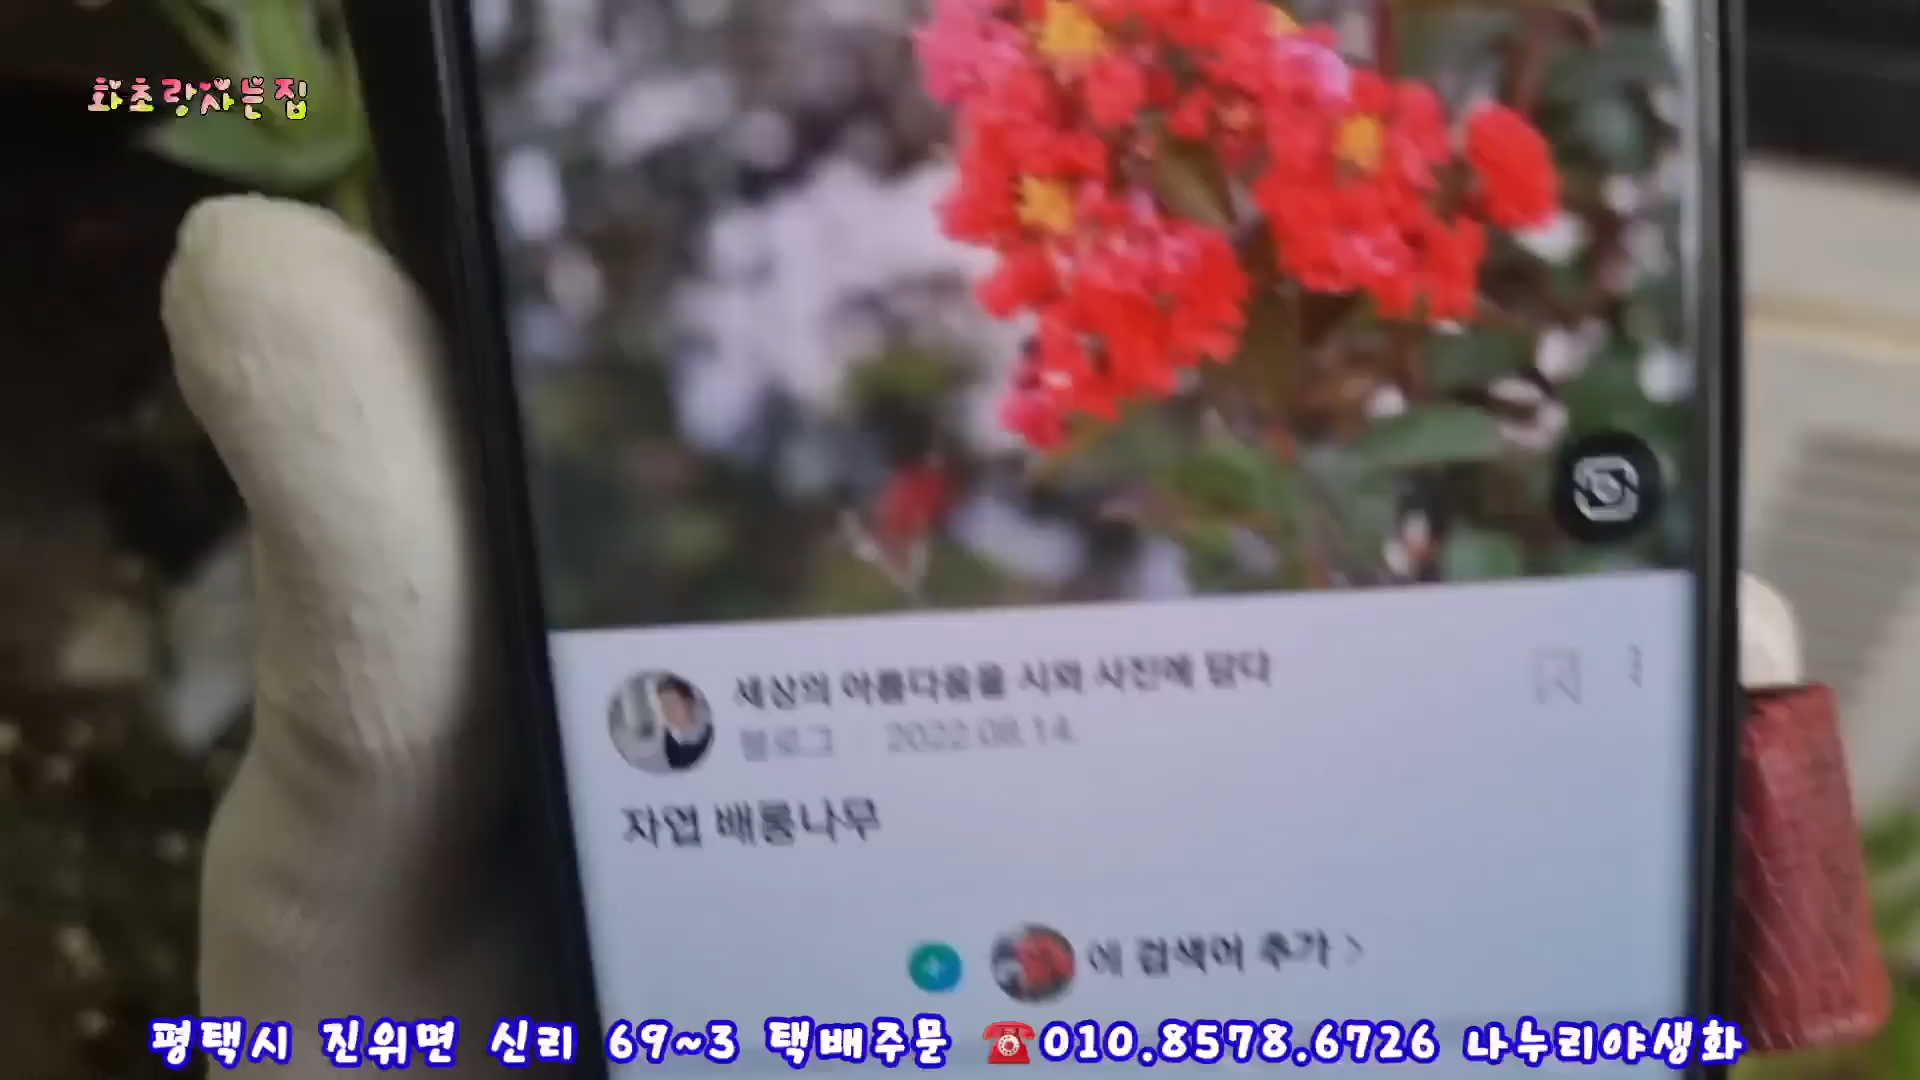 화초랑사는집
세상의 아름다움을 시와 사진에 담다
블로그 2022.08.14.
자엽 배롱나무
에 검색어 추가 >
평택시 진위면 신리 69~3 택배주문 ☎010.8578.6726 나누리야생화